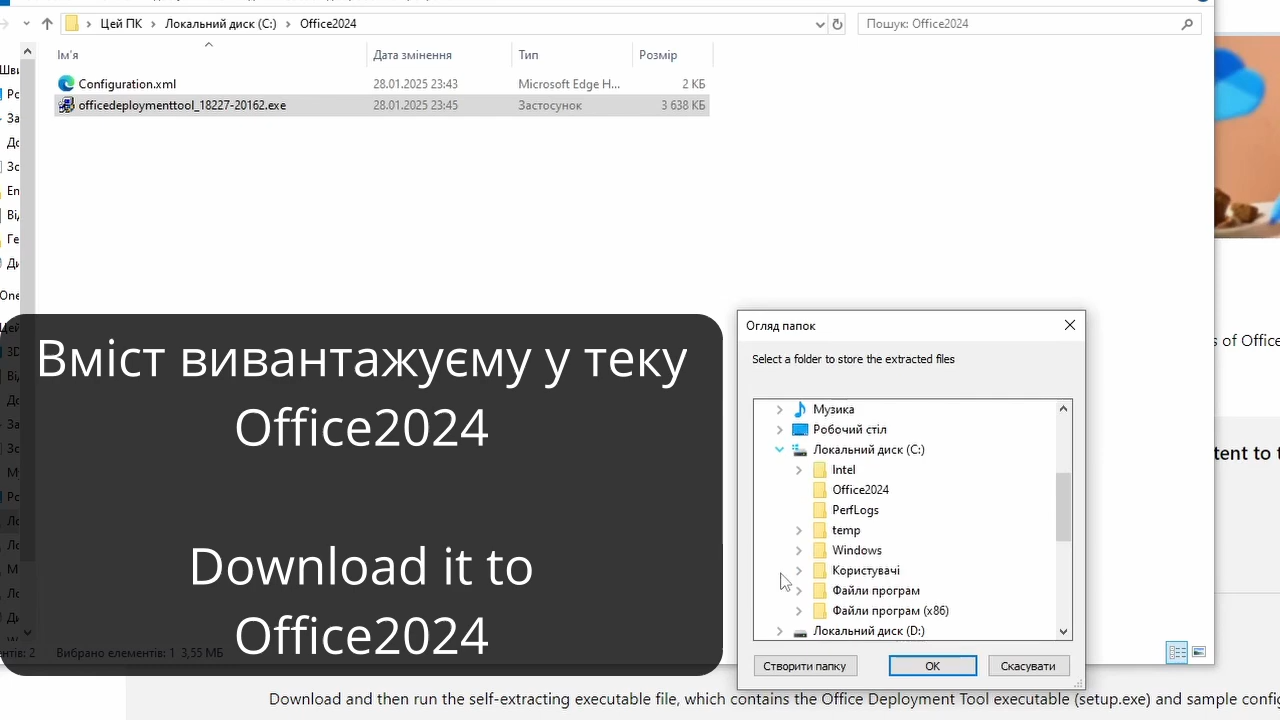 Цей ПК
Локальний диск (C:)
Office2024
Пошук: Office2024
Ім'я
Дата змінення
Тип
Розмір
Configuration.xml
28.01.2025 23:43
Microsoft Edge H...
2 КБ
officedeploymenttool_18227-20162.exe
28.01.2025 23:45
Застосунок
3 638 КБ
Вміст вивантажуєму у теку
Office2024
Download it to
Office2024
Вибрано елементів: 1 3,55 МБ
Огляд папок
Select a folder to store the extracted files
Музика
Робочий стіл
Локальний диск (C:)
Intel
Office2024
PerfLogs
temp
Windows
Користувачі
Файли програм
Файли програм (x86)
Локальний диск (D:)
Створити папку
OK
Скасувати
s of Office
tent to t
Download and then run the self-extracting executable file, which contains the Office Deployment Tool executable (setup.exe) and sample config